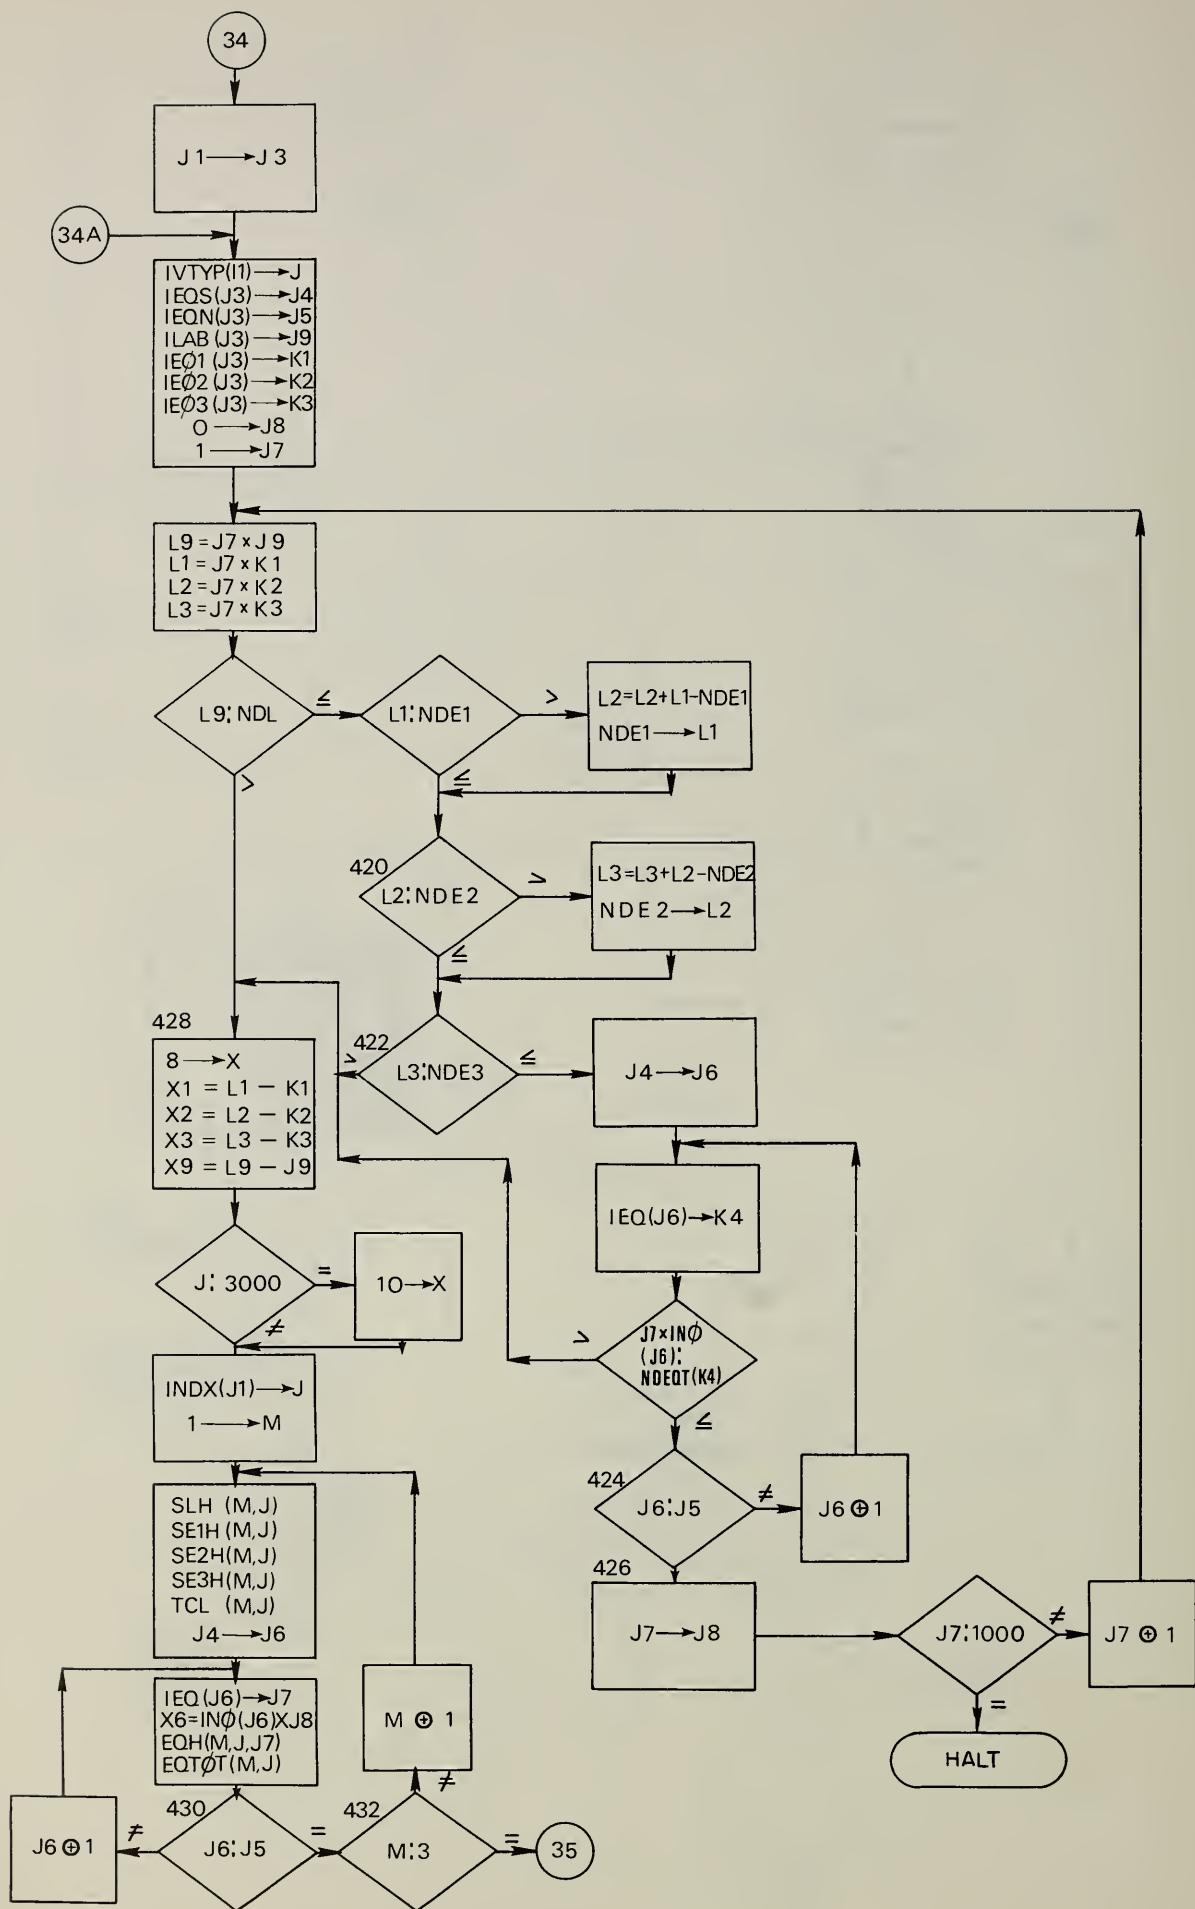 34
J1→J3
34A
IVTYP(I1)→J
IEQS(J3)→J4
IEQN(J3)→J5
ILAB(J3)→J9
IEØ1(J3)→K1
IEØ2(J3)→K2
IEØ3(J3)→K3
0→J8
1→J7
L9=J7×J9
L1=J7×K1
L2=J7×K2
L3=J7×K3
L9:NDL
≤
>
L1:NDE1
>
≤
L2=L2+L1-NDE1
NDE1→L1
420
L2:NDE2
>
≤
L3=L3+L2-NDE2
NDE2→L2
422
L3:NDE3
>
≤
J4→J6
428
8→X
X1 = L1 - K1
X2 = L2 - K2
X3 = L3 - K3
X9 = L9 - J9
IEQ(J6)→K4
J: 3000
=
≠
10→X
J7×INØ
(J6):
NDEQT(K4)
>
≤
INDX(J1)→J
1→M
424
J6:J5
≠
J6 ⊕ 1
SLH (M,J)
SE1H(M,J)
SE2H(M,J)
SE3H(M,J)
TCL (M,J)
J4→J6
426
J7→J8
J7:1000
≠
=
J7 ⊕ 1
HALT
IEQ(J6)→J7
X6=INØ(J6)XJ8
EQH(M,J,J7)
EQTØT(M,J)
M ⊕ 1
430
J6:J5
≠
=
J6 ⊕ 1
432
M:3
≠
=
35